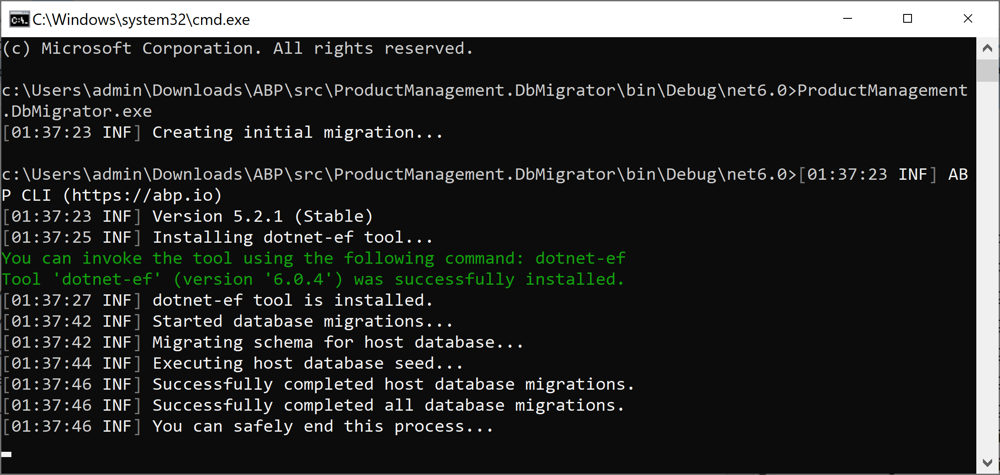 C:\Windows\system32\cmd.exe
(c) Microsoft Corporation. All rights reserved.
c:\Users\admin\Downloads\ABP\src\ProductManagement.DbMigrator\bin\Debug\net6.0>ProductManagement
.DbMigrator.exe
[01:37:23 INF] Creating initial migration...
c:\Users\admin\Downloads\ABP\src\ProductManagement.DbMigrator\bin\Debug\net6.0>[01:37:23 INF] AB
P CLI (https://abp.io)
[01:37:23 INF] Version 5.2.1 (Stable)
[01:37:25 INF] Installing dotnet-ef tool...
You can invoke the tool using the following command: dotnet-ef
Tool 'dotnet-ef' (version '6.0.4') was successfully installed.
[01:37:27 INF] dotnet-ef tool is installed.
[01:37:42 INF] Started database migrations...
[01:37:42 INF] Migrating schema for host database...
[01:37:44 INF] Executing host database seed...
[01:37:46 INF] Successfully completed host database migrations.
[01:37:46 INF] Successfully completed all database migrations.
[01:37:46 INF] You can safely end this process...